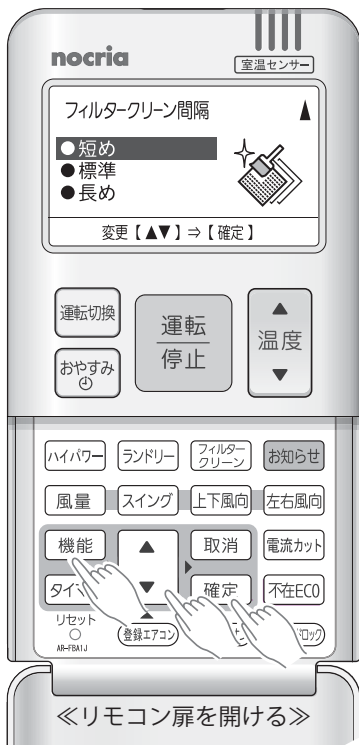 nocria
室温センサー
フィルタークリーン間隔 ▲
●短め
●標準
●長め
変更【▲▼】⇒【確定】
運転切換
運転
停止
▲
温度
▼
おやすみ
ハイパワー ランドリー フィルター
クリーン お知らせ
風量 スイング 上下風向 左右風向
機能 ▲ 取消 電流カット
▼ 確定 不在ECO
リセット
AR-FBA1J
登録エアコン
≪リモコン扉を開ける≫